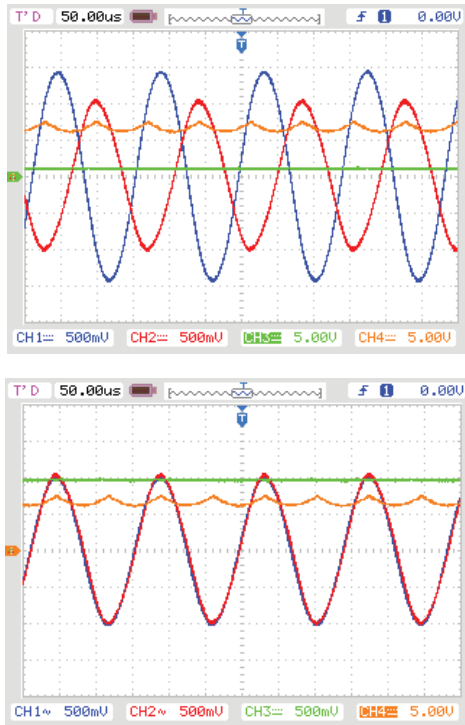 T'D 50.00us T 1 0.00V
T
CH1 500mV CH2 500mV CH3 5.00V CH4 5.00V
T'D 50.00us T 1 0.00V
T
CH1~ 500mV CH2~ 500mV CH3 500mV CH4 5.00V